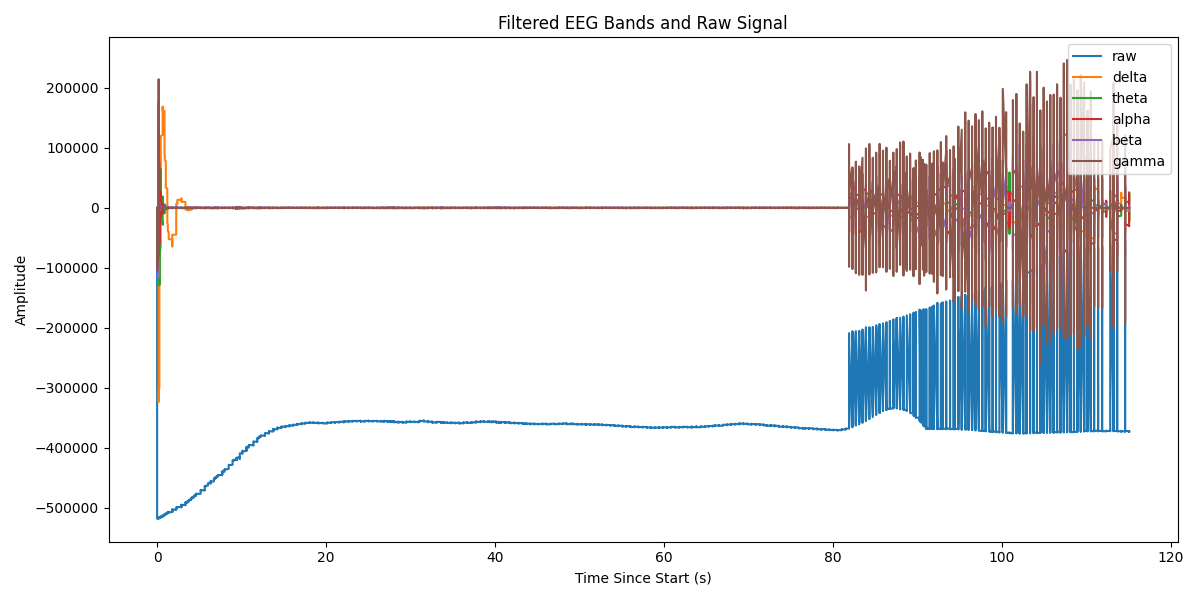 Filtered EEG Bands and Raw Signal
raw
delta
theta
alpha
beta
gamma
200000
100000
0
−100000
−200000
−300000
−400000
−500000
Amplitude
0 20 40 60 80 100 120
Time Since Start (s)